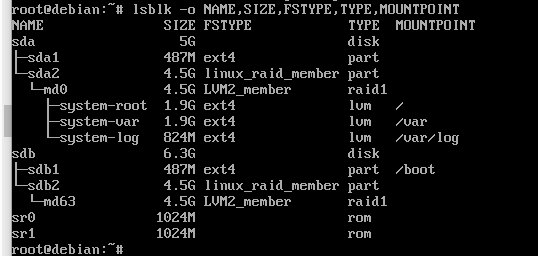 root@debian:~# lsblk -o NAME,SIZE,FSTYPE,TYPE,MOUNTPOINT
NAME                 SIZE FSTYPE            TYPE  MOUNTPOINT
sda                    5G                   disk
├─sda1               487M ext4              part
└─sda2               4.5G linux_raid_member part
  └─md0              4.5G LVM2_member       raid1
    ├─system-root    1.9G ext4              lvm   /
    ├─system-var     1.9G ext4              lvm   /var
    └─system-log     824M ext4              lvm   /var/log
sdb                  6.3G                   disk
├─sdb1               487M ext4              part  /boot
└─sdb2               4.5G linux_raid_member part
  └─md63             4.5G LVM2_member       raid1
sr0                 1024M                   rom
sr1                 1024M                   rom
root@debian:~#